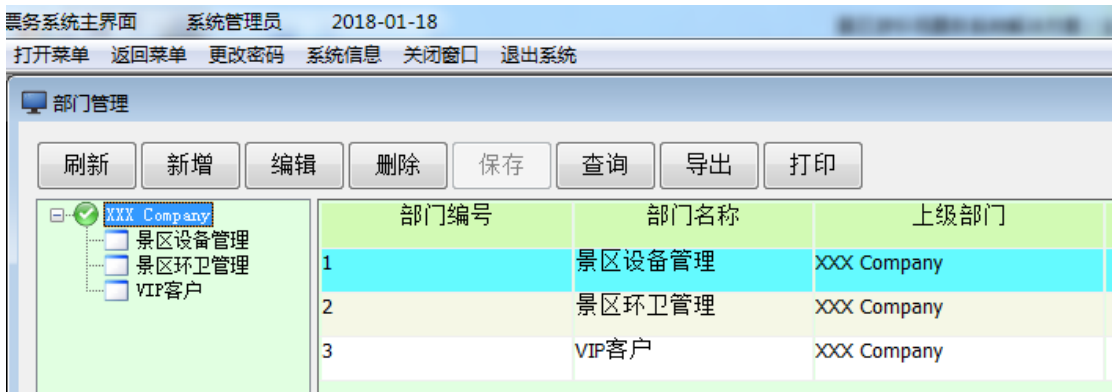 票务系统主界面 系统管理员 2018-01-18
打开菜单 返回菜单 更改密码 系统信息 关闭窗口 退出系统
部门管理
刷新 新增 编辑 删除 保存 查询 导出 打印
XXX Company
景区设备管理
景区环卫管理
VIP客户
部门编号 部门名称 上级部门
1 景区设备管理 XXX Company
2 景区环卫管理 XXX Company
3 VIP客户 XXX Company